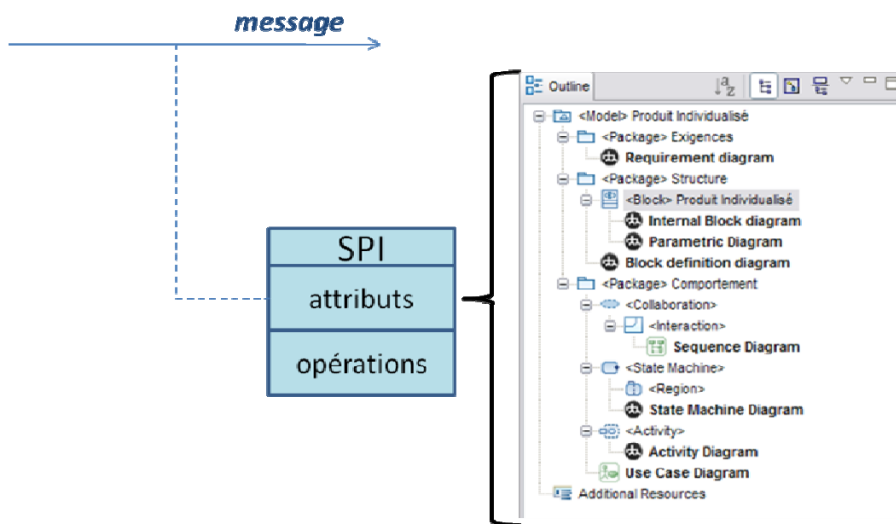 message
SPI
attributs
opérations
Outline
<Model> Produit Individualisé
<Package> Exigences
Requirement diagram
<Package> Structure
<Block> Produit Individualisé
Internal Block diagram
Parametric Diagram
Block definition diagram
<Package> Comportement
<Collaboration>
<Interaction>
Sequence Diagram
<State Machine>
<Region>
State Machine Diagram
<Activity>
Activity Diagram
Use Case Diagram
Additional Resources